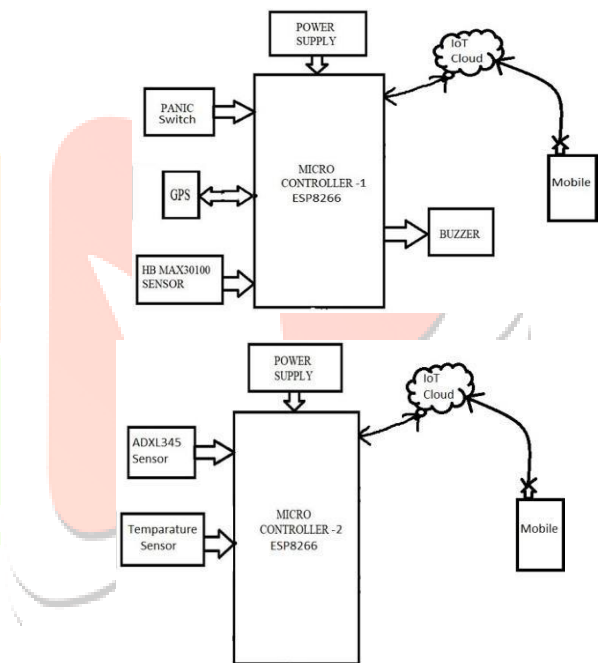 POWER
SUPPLY
IoT
Cloud
PANIC
Switch
MICRO
CONTROLLER -1
ESP8266
Mobile
GPS
BUZZER
HB MAX30100
SENSOR
POWER
SUPPLY
IoT
Cloud
ADXL345
Sensor
MICRO
CONTROLLER -2
ESP8266
Temparature
Sensor
Mobile